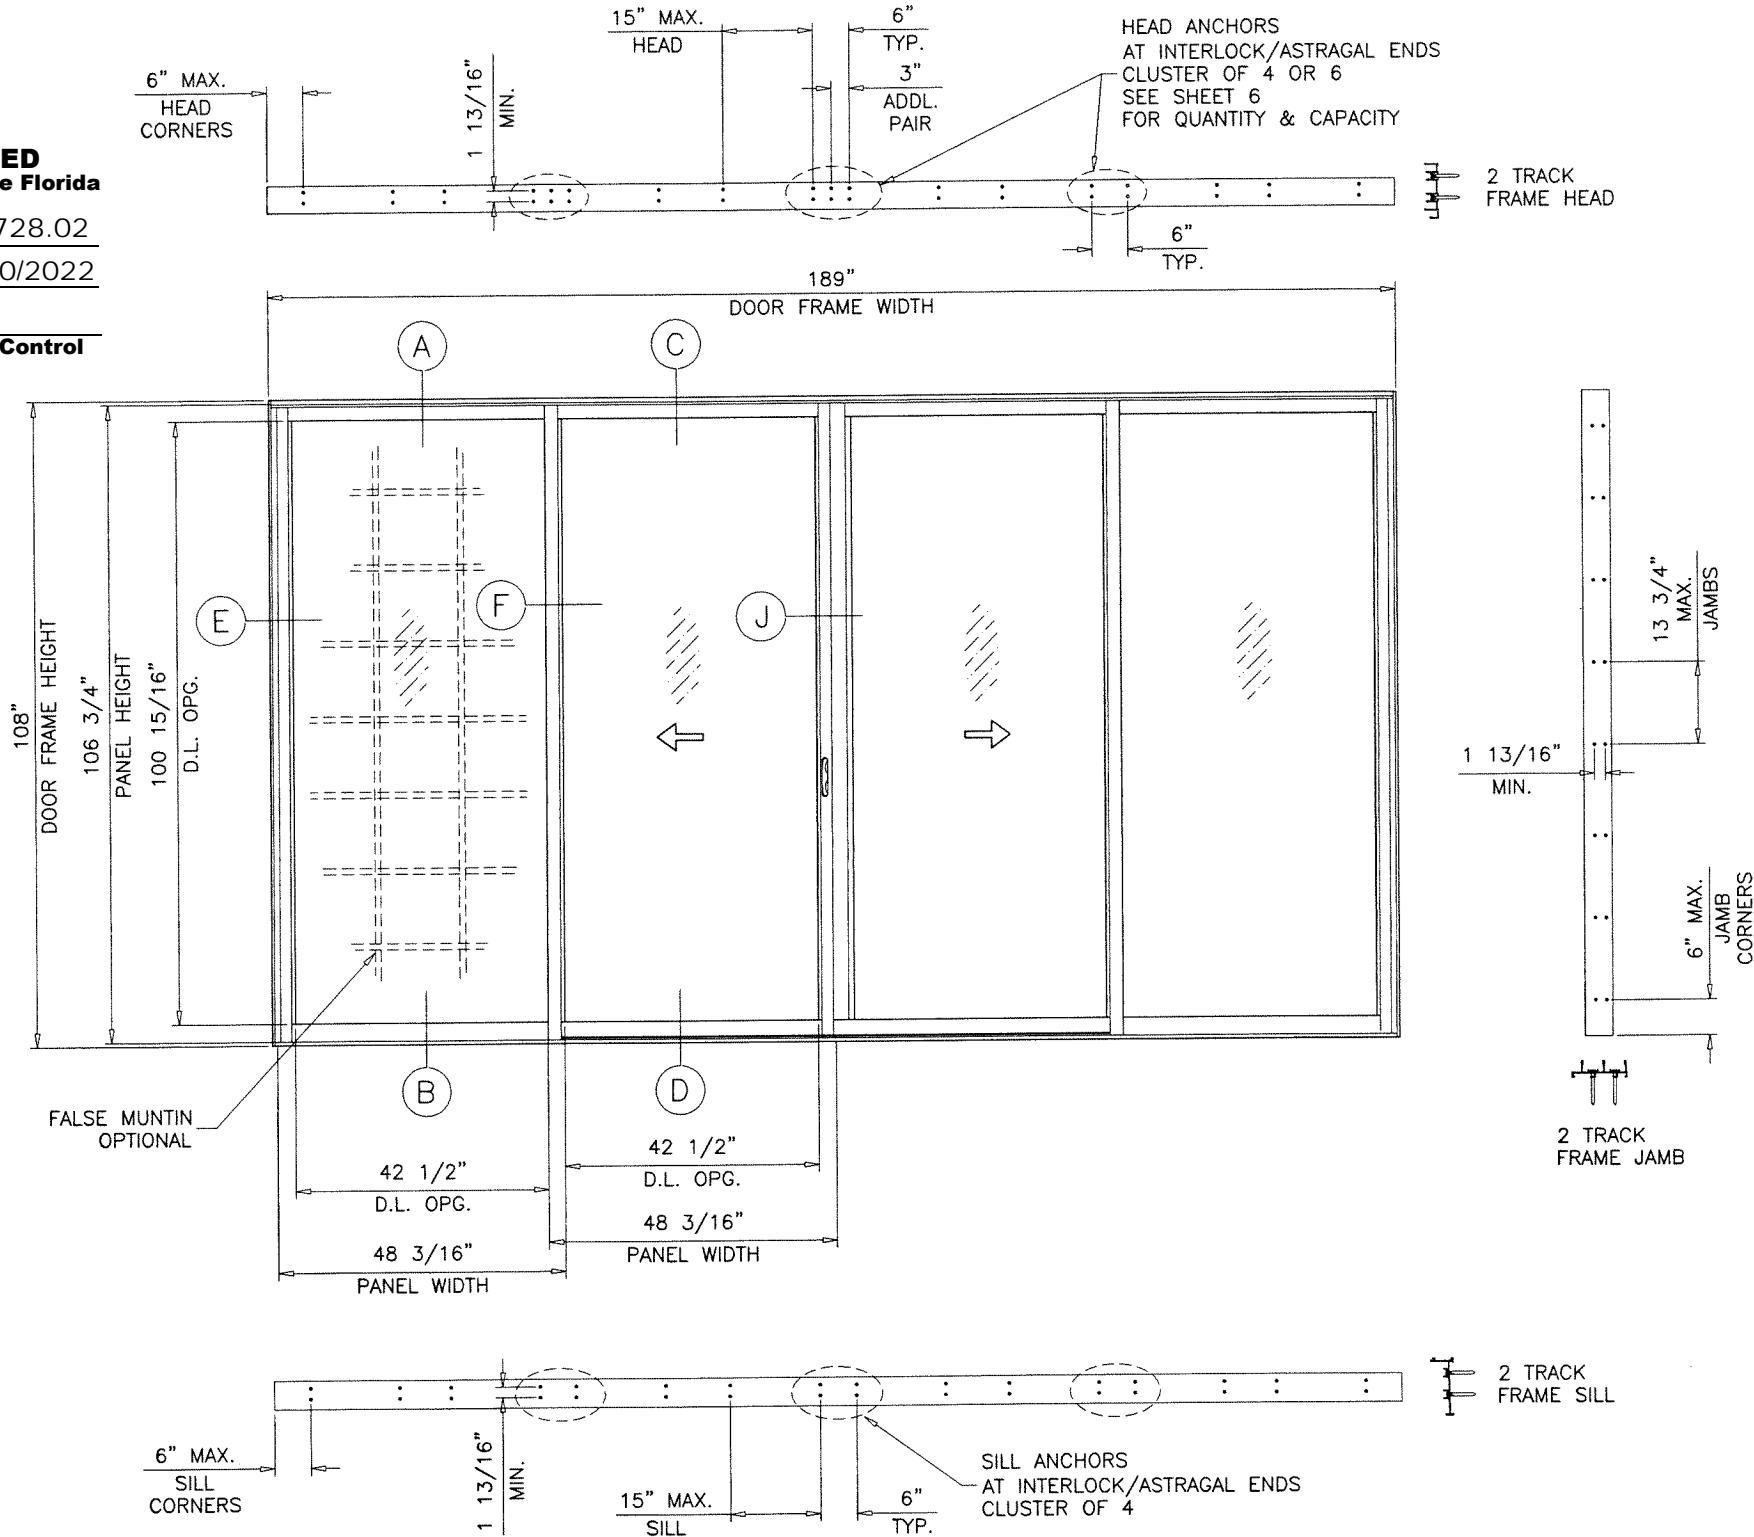 15" MAX.
HEAD
6"
TYP.
3"
ADDL.
PAIR
HEAD ANCHORS
AT INTERLOCK/ASTRAGAL ENDS
CLUSTER OF 4 OR 6
SEE SHEET 6
FOR QUANTITY & CAPACITY
6" MAX.
HEAD
CORNERS
1 13/16"
MIN.
ED
e Florida
728.02
0/2022
Control
2 TRACK
FRAME HEAD
6"
TYP.
189"
DOOR FRAME WIDTH
A
C
E
F
J
108"
DOOR FRAME HEIGHT
106 3/4"
PANEL HEIGHT
100 15/16"
D.L. OPG.
13 3/4"
MAX.
JAMBS
1 13/16"
MIN.
6" MAX.
JAMB
CORNERS
B
D
FALSE MUNTIN
OPTIONAL
2 TRACK
FRAME JAMB
42 1/2"
D.L. OPG.
42 1/2"
D.L. OPG.
48 3/16"
PANEL WIDTH
48 3/16"
PANEL WIDTH
2 TRACK
FRAME SILL
6" MAX.
SILL
CORNERS
1 13/16"
MIN.
15" MAX.
SILL
6"
TYP.
SILL ANCHORS
AT INTERLOCK/ASTRAGAL ENDS
CLUSTER OF 4